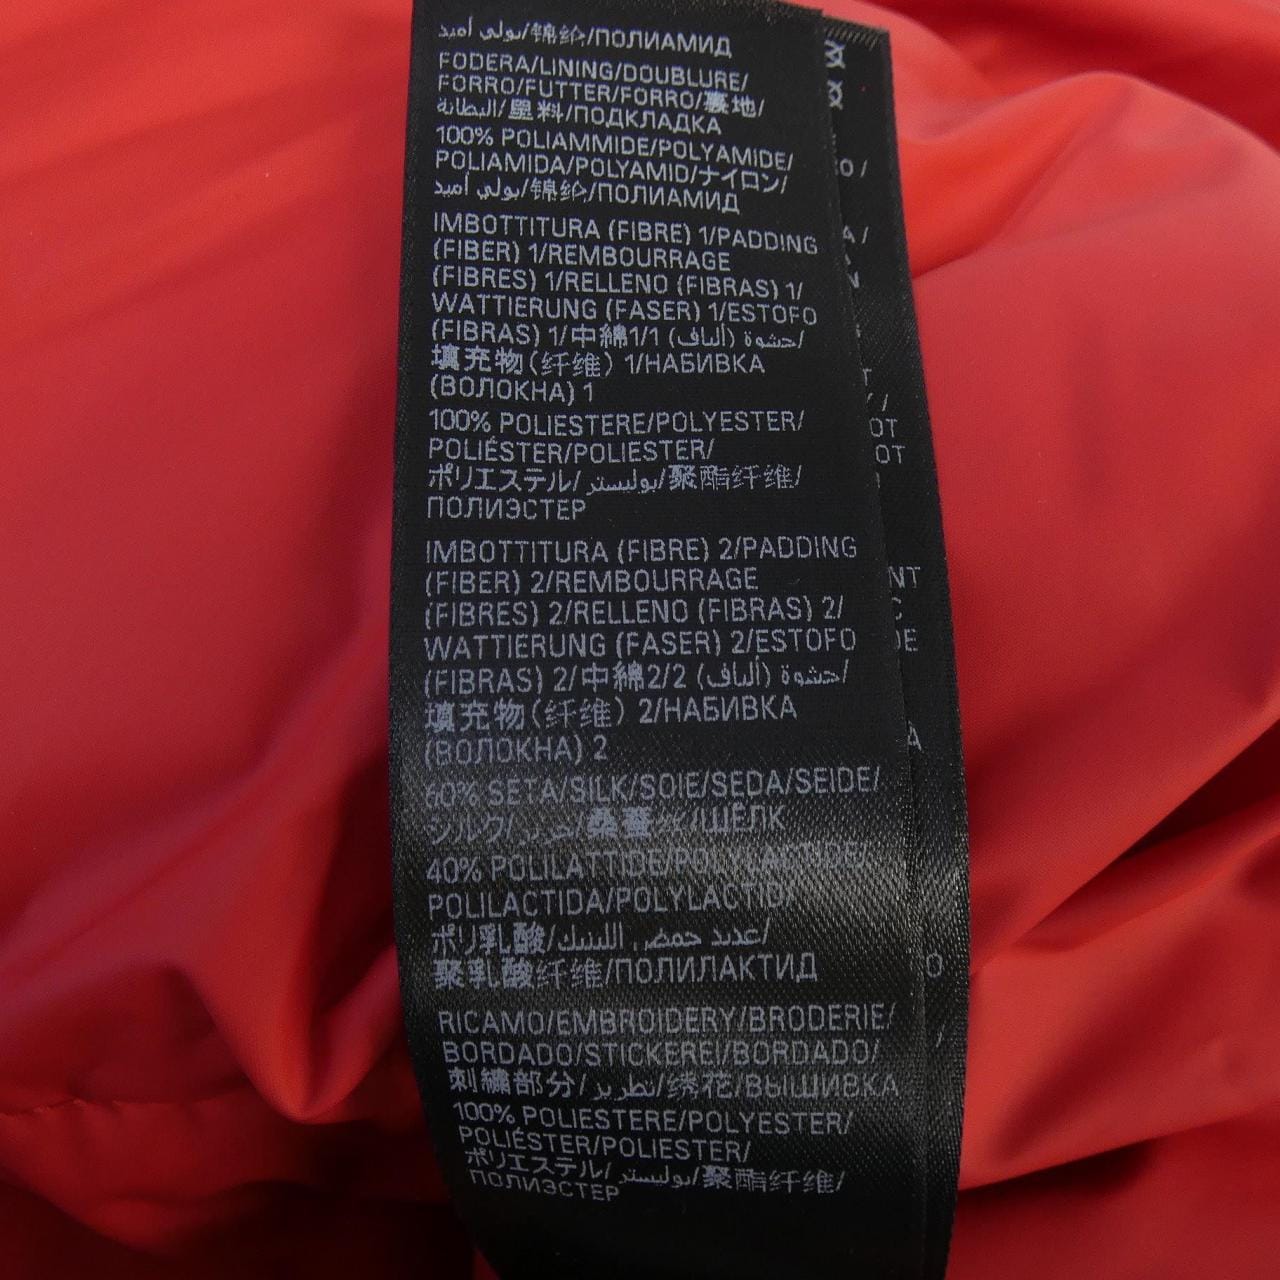 بولي أميد/锦纶/ПОЛИАМИД
FODERA/LINING/DOUBLURE/
FORRO/FUTTER/FORRO/裏地/
البطانة/里料/ПОДКЛАДКА
100% POLIAMMIDE/POLYAMIDE/
POLIAMIDA/POLYAMID/ナイロン/
بولي أميد/锦纶/ПОЛИАМИД
IMBOTTITURA (FIBRE) 1/PADDING
(FIBER) 1/REMBOURRAGE
(FIBRES) 1/RELLENO (FIBRAS) 1/
WATTIERUNG (FASER) 1/ESTOFO
(FIBRAS) 1/中綿1/1 (ألياف) حشوة/
填充物(纤维) 1/НАБИВКА
(ВОЛОКНА) 1
100% POLIESTERE/POLYESTER/
POLIÉSTER/POLIESTER/
ポリエステル/بوليستر/聚酯纤维/
ПОЛИЭСТЕР
IMBOTTITURA (FIBRE) 2/PADDING
(FIBER) 2/REMBOURRAGE
(FIBRES) 2/RELLENO (FIBRAS) 2/
WATTIERUNG (FASER) 2/ESTOFO
(FIBRAS) 2/中綿2/2 (ألياف) حشوة/
填充物(纤维) 2/НАБИВКА
(ВОЛОКНА) 2
60% SETA/SILK/SOIE/SEDA/SEIDE/
シルク/حرير/桑蚕丝/ШЁЛК
40% POLILATTIDE/POLYLACTIDE/
POLILACTIDA/POLYLACTID/
ポリ乳酸/عديد حمض اللبنيك/
聚乳酸纤维/ПОЛИЛАКТИД
RICAMO/EMBROIDERY/BRODERIE/
BORDADO/STICKEREI/BORDADO/
刺繍部分/تطريز/绣花/ВЫШИВКА
100% POLIESTERE/POLYESTER/
POLIÉSTER/POLIESTER/
ポリエステル/بوليستر/聚酯纤维/
ПОЛИЭСТЕР